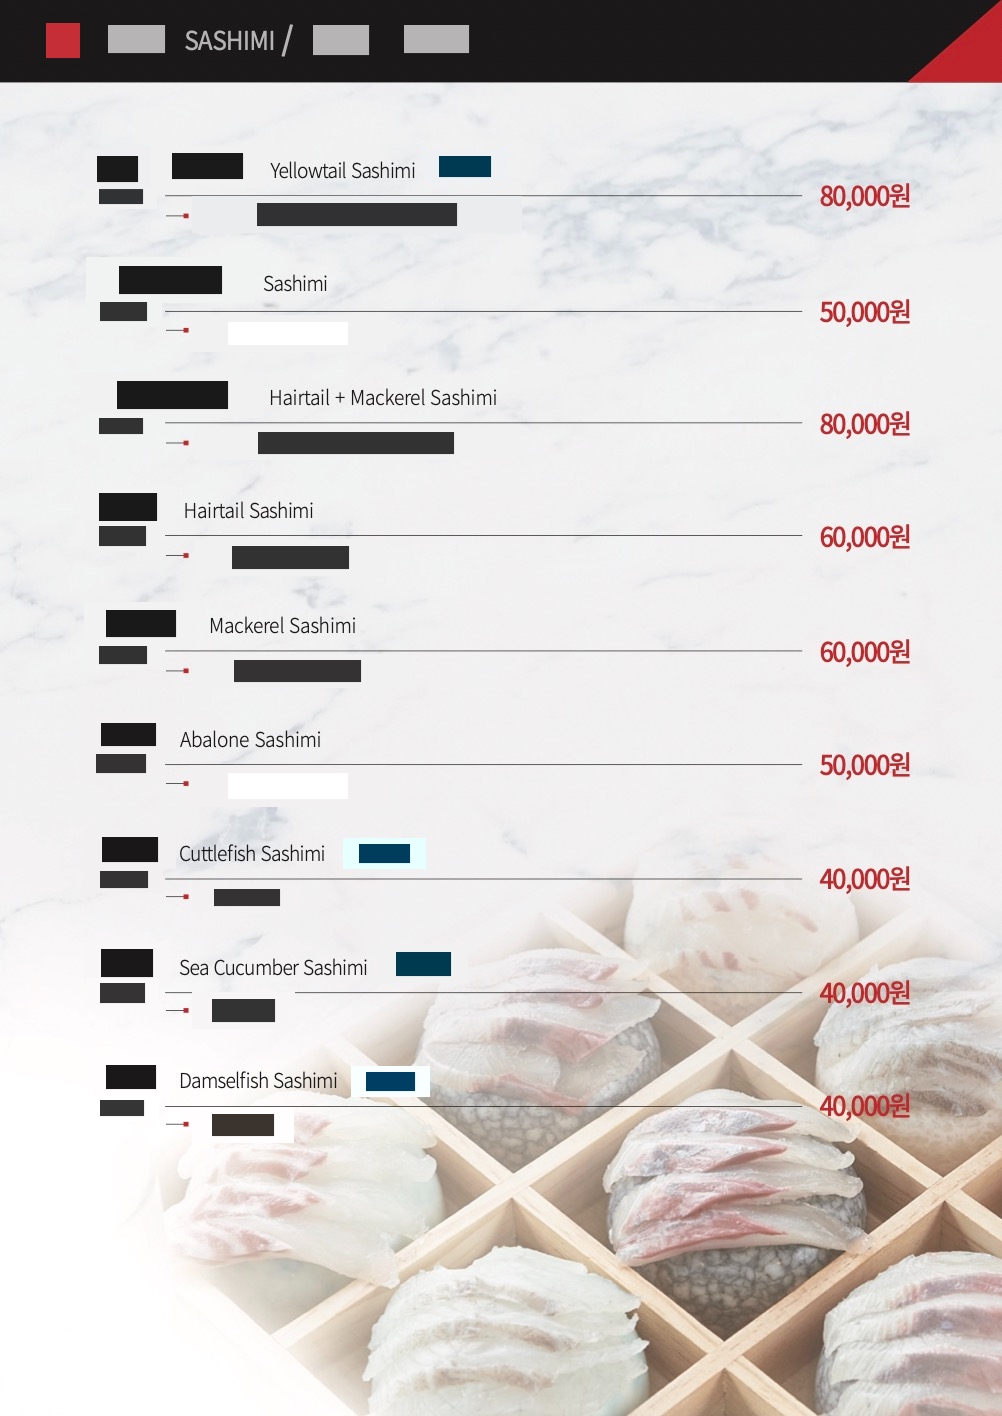 SASHIMI /
Yellowtail Sashimi
80,000원
Sashimi
50,000원
Hairtail + Mackerel Sashimi
80,000원
Hairtail Sashimi
60,000원
Mackerel Sashimi
60,000원
Abalone Sashimi
50,000원
Cuttlefish Sashimi
40,000원
Sea Cucumber Sashimi
40,000원
Damselfish Sashimi
40,000원